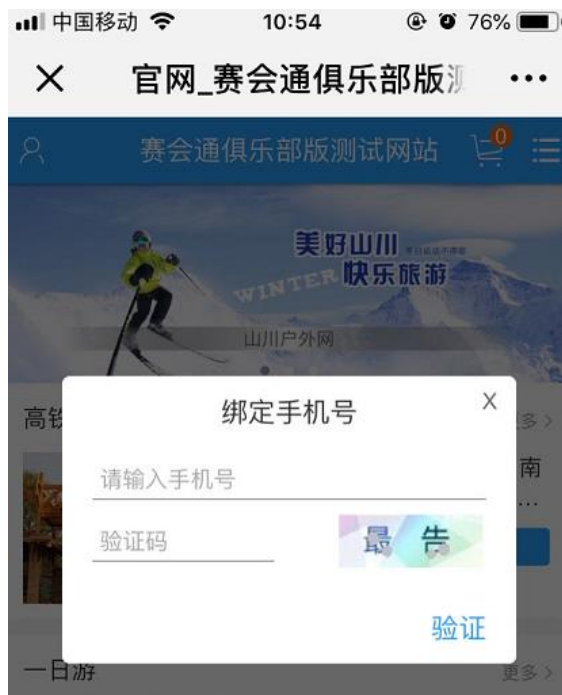 中国移动 10:54 76%
X 官网_赛会通俱乐部版测 •••
赛会通俱乐部版测试网站 0
美好山川
WINTER 快乐旅游
山川户外网
高铁 多 >
绑定手机号 X
南
…
请输入手机号
验证码 最 告
验证
一日游 更多 >